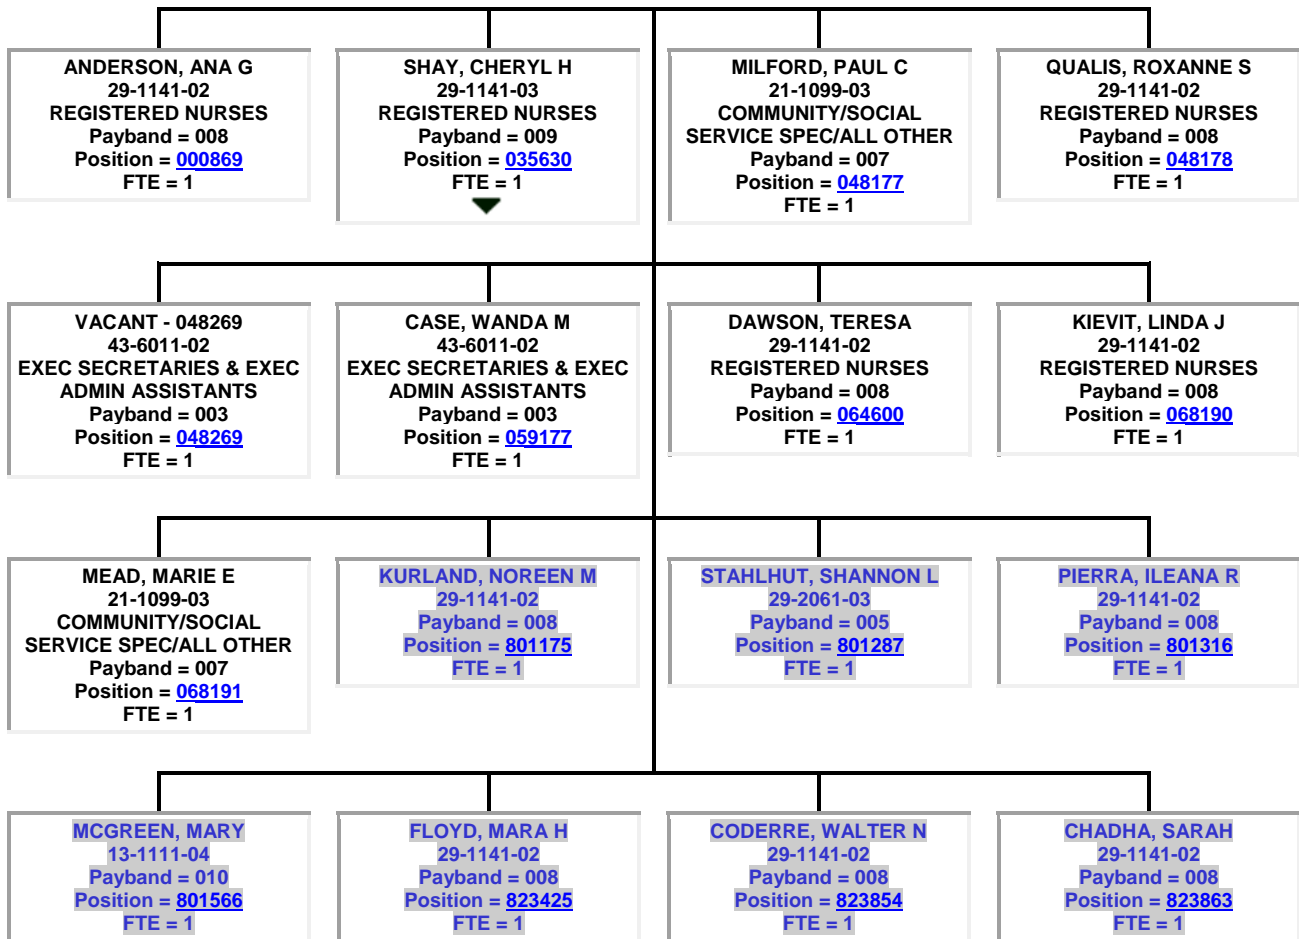 ANDERSON, ANA G
29-1141-02
REGISTERED NURSES
Payband = 008
Position = 000869
FTE = 1
SHAY, CHERYL H
29-1141-03
REGISTERED NURSES
Payband = 009
Position = 035630
FTE = 1
MILFORD, PAUL C
21-1099-03
COMMUNITY/SOCIAL
SERVICE SPEC/ALL OTHER
Payband = 007
Position = 048177
FTE = 1
QUALIS, ROXANNE S
29-1141-02
REGISTERED NURSES
Payband = 008
Position = 048178
FTE = 1
VACANT - 048269
43-6011-02
EXEC SECRETARIES & EXEC
ADMIN ASSISTANTS
Payband = 003
Position = 048269
FTE = 1
CASE, WANDA M
43-6011-02
EXEC SECRETARIES & EXEC
ADMIN ASSISTANTS
Payband = 003
Position = 059177
FTE = 1
DAWSON, TERESA
29-1141-02
REGISTERED NURSES
Payband = 008
Position = 064600
FTE = 1
KIEVIT, LINDA J
29-1141-02
REGISTERED NURSES
Payband = 008
Position = 068190
FTE = 1
MEAD, MARIE E
21-1099-03
COMMUNITY/SOCIAL
SERVICE SPEC/ALL OTHER
Payband = 007
Position = 068191
FTE = 1
KURLAND, NOREEN M
29-1141-02
Payband = 008
Position = 801175
FTE = 1
STAHLHUT, SHANNON L
29-2061-03
Payband = 005
Position = 801287
FTE = 1
PIERRA, ILEANA R
29-1141-02
Payband = 008
Position = 801316
FTE = 1
MCGREEN, MARY
13-1111-04
Payband = 010
Position = 801566
FTE = 1
FLOYD, MARA H
29-1141-02
Payband = 008
Position = 823425
FTE = 1
CODERRE, WALTER N
29-1141-02
Payband = 008
Position = 823854
FTE = 1
CHADHA, SARAH
29-1141-02
Payband = 008
Position = 823863
FTE = 1